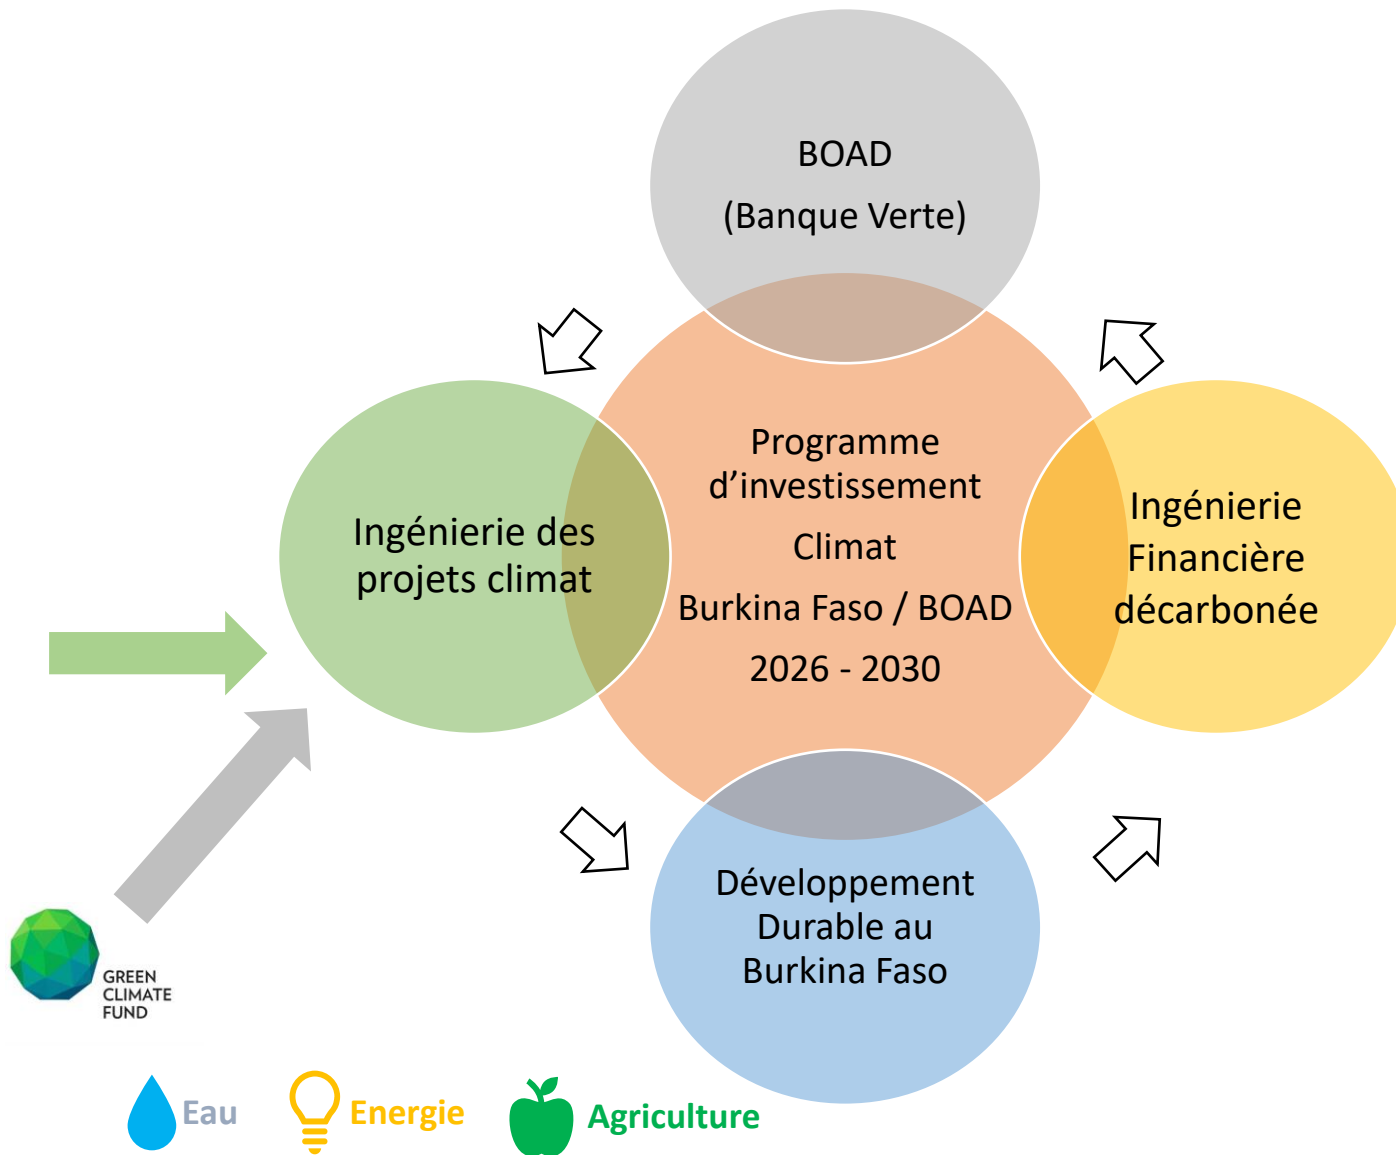 BOAD
(Banque Verte)
Programme
d’investissement
Climat
Burkina Faso / BOAD
2026 - 2030
Ingénierie des
projets climat
Ingénierie
Financière
décarbonée
Développement
Durable au
Burkina Faso
GREEN
CLIMATE
FUND
Eau
Energie
Agriculture